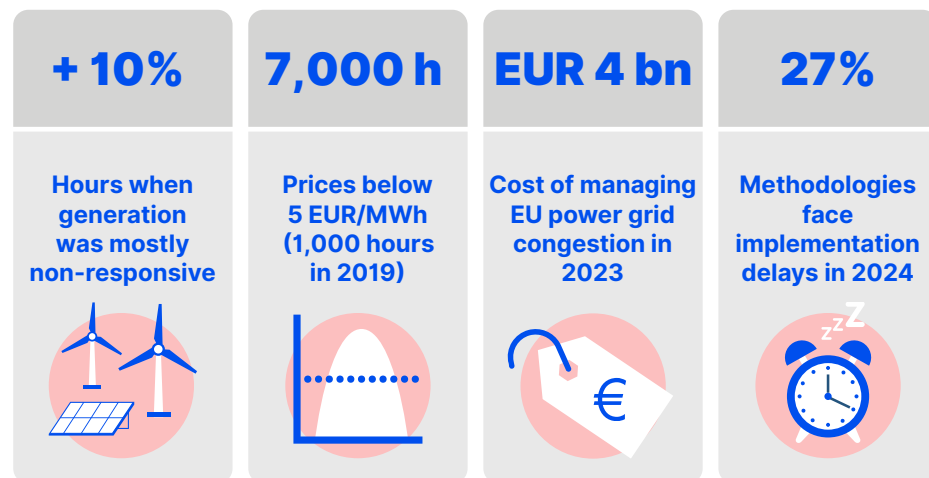 + 10%
Hours when
generation
was mostly
non-responsive
7,000 h
Prices below
5 EUR/MWh
(1,000 hours
in 2019)
EUR 4 bn
Cost of managing
EU power grid
congestion in
2023
€
27%
Methodologies
face
implementation
delays in 2024
zzZ